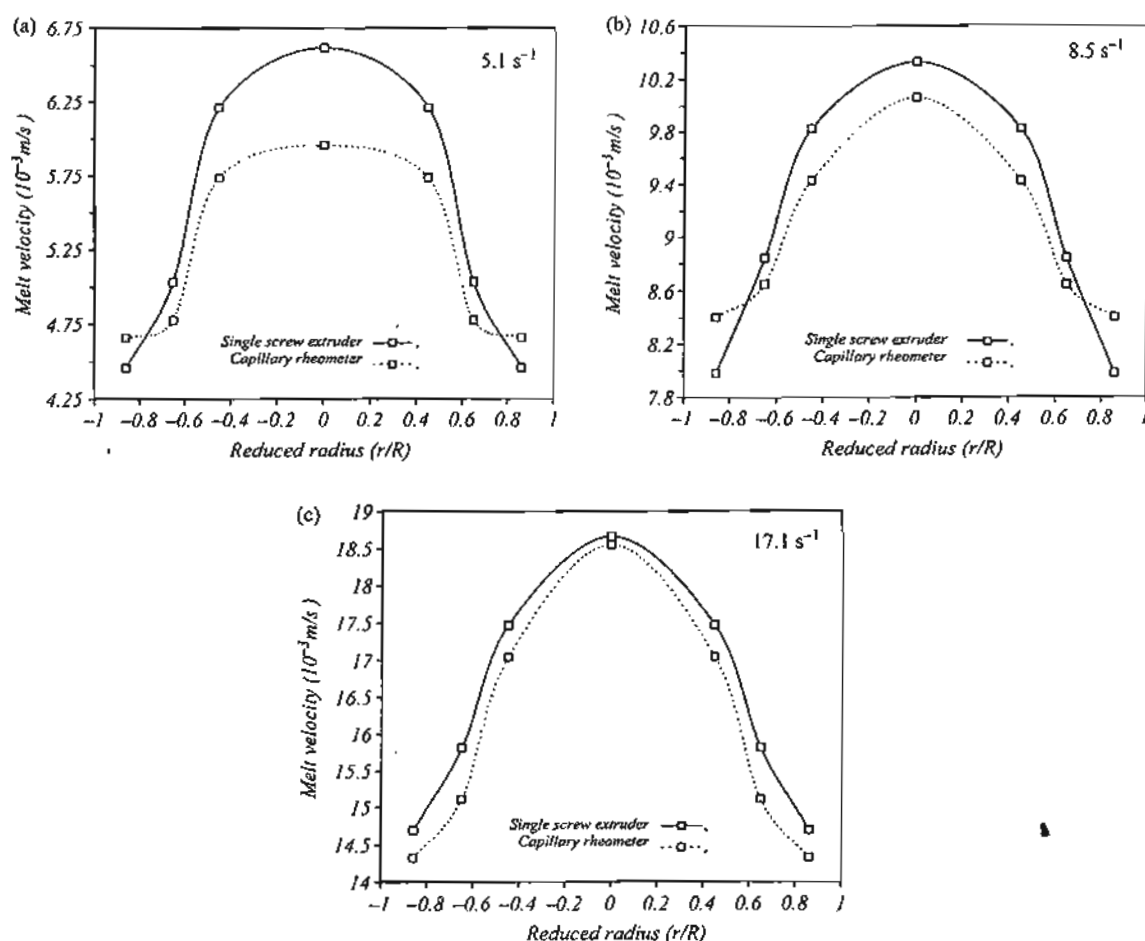 (a)
6.75
6.25
5.75
5.25
4.75
4.25
Melt velocity (10⁻³m/s)
5.1 s⁻¹
Single screw extruder
Capillary rheometer
−1 −0.8 −0.6 −0.4 −0.2 0 0.2 0.4 0.6 0.8 1
Reduced radius (r/R)
(b)
10.6
10.2
9.8
9.4
9
8.6
8.2
7.8
Melt velocity (10⁻³m/s)
8.5 s⁻¹
Single screw extruder
Capillary rheometer
−1 −0.8 −0.6 −0.4 −0.2 0 0.2 0.4 0.6 0.8 1
Reduced radius (r/R)
(c)
19
18.5
18
17.5
17
16.5
16
15.5
15
14.5
14
Melt velocity (10⁻³m/s)
17.1 s⁻¹
Single screw extruder
Capillary rheometer
−1 −0.8 −0.6 −0.4 −0.2 0 0.2 0.4 0.6 0.8 1
Reduced radius (r/R)